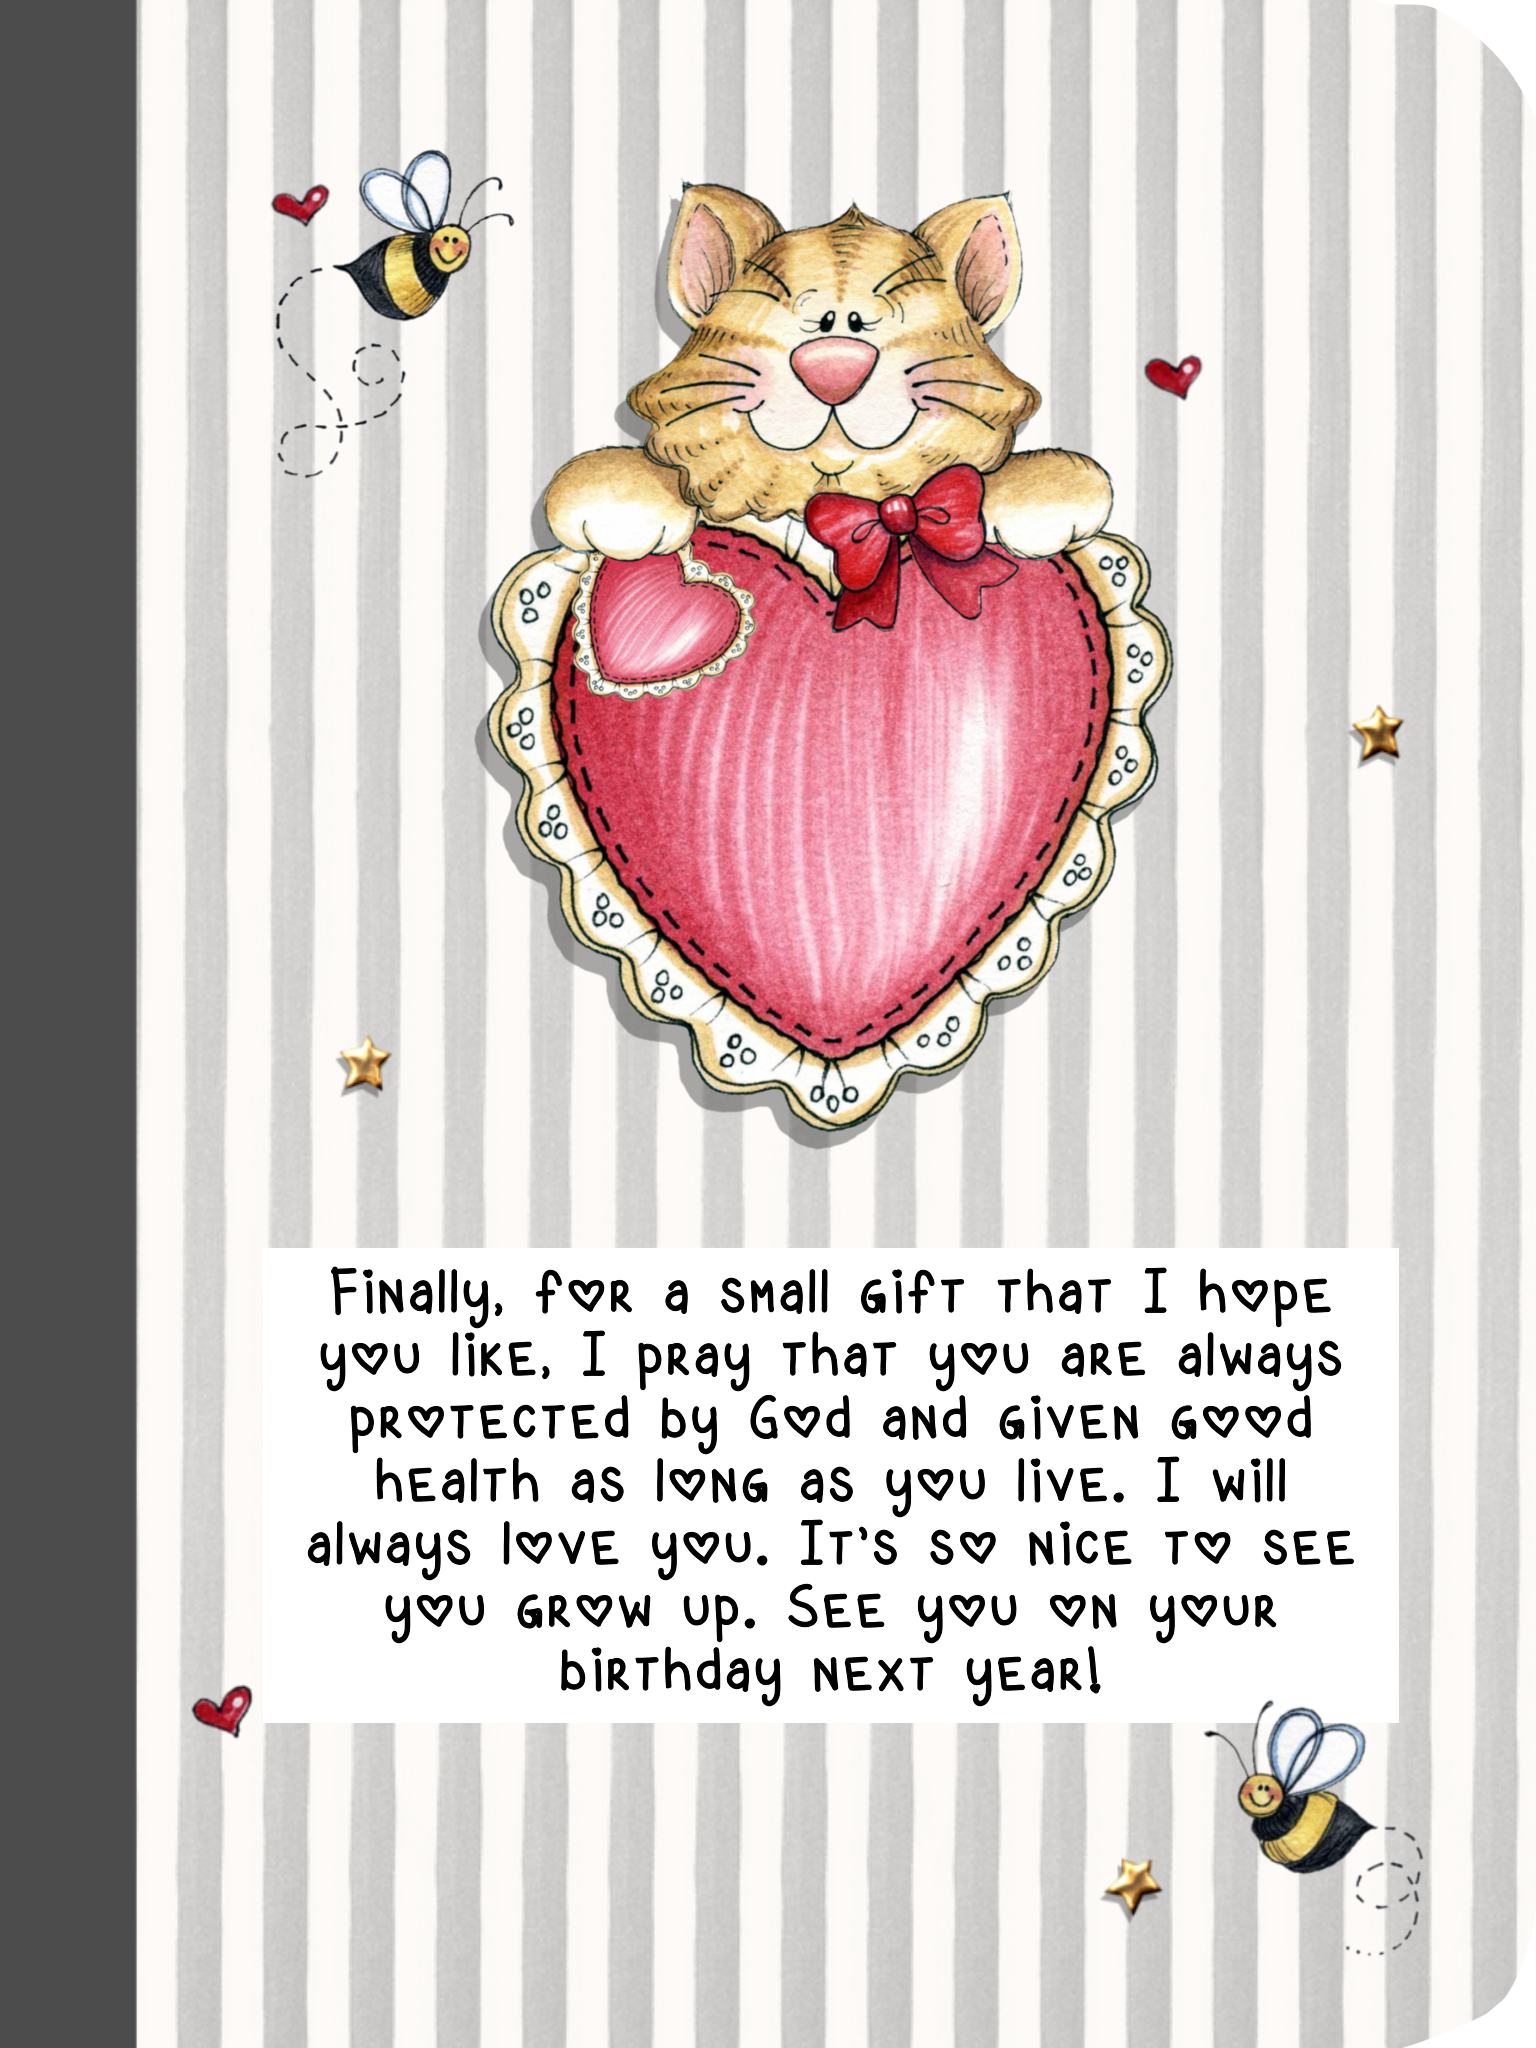 Finally, for a small gift that I hope
you like, I pray that you are always
protected by God and given good
health as long as you live. I will
always love you. It's so nice to see
you grow up. See you on your
birthday next year!